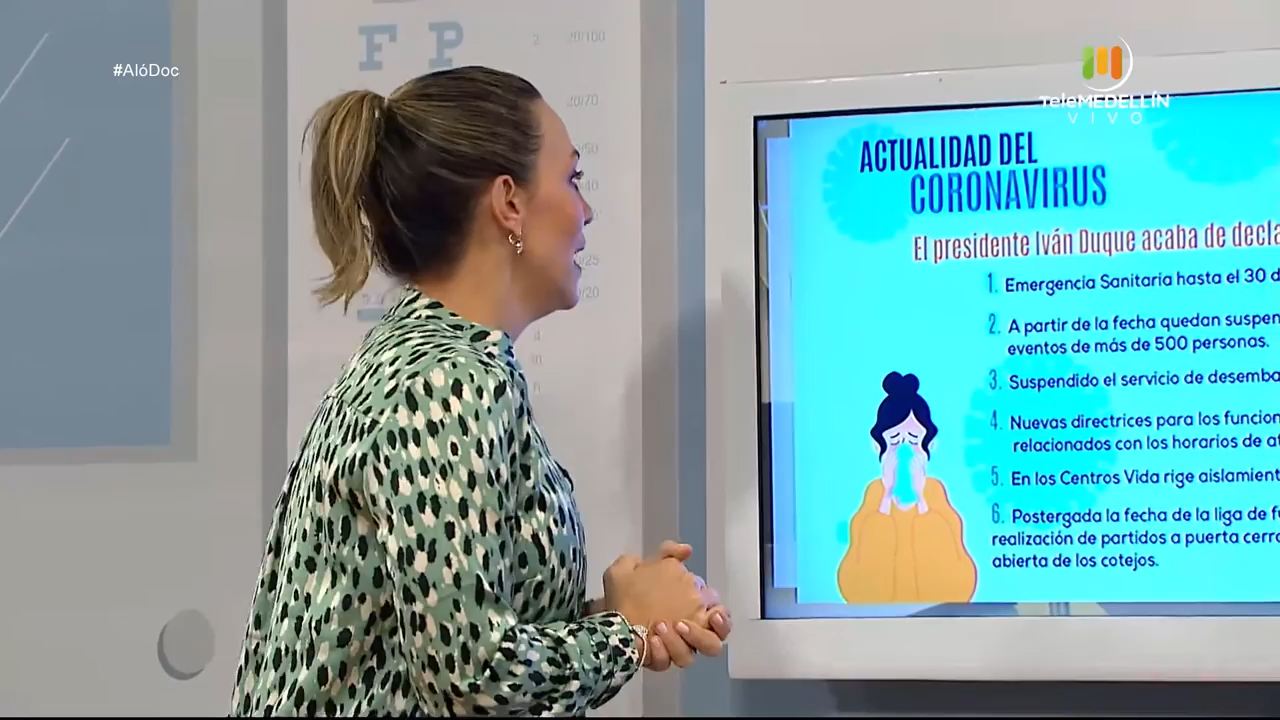 F P
2
20/100
20/70
#AlóDoc
TeleMEDELLÍN
VIVO
ACTUALIDAD DEL
CORONAVIRUS
El presidente Iván Duque acaba de decla
1. Emergencia Sanitaria hasta el 30 d
2. A partir de la fecha quedan suspen
eventos de más de 500 personas.
3. Suspendido el servicio de desemba
4. Nuevas directrices para los funcion
relacionados con los horarios de at
5. En los Centros Vida rige aislamient
6. Postergada la fecha de la liga de fu
realización de partidos a puerta cerra
abierta de los cotejos.